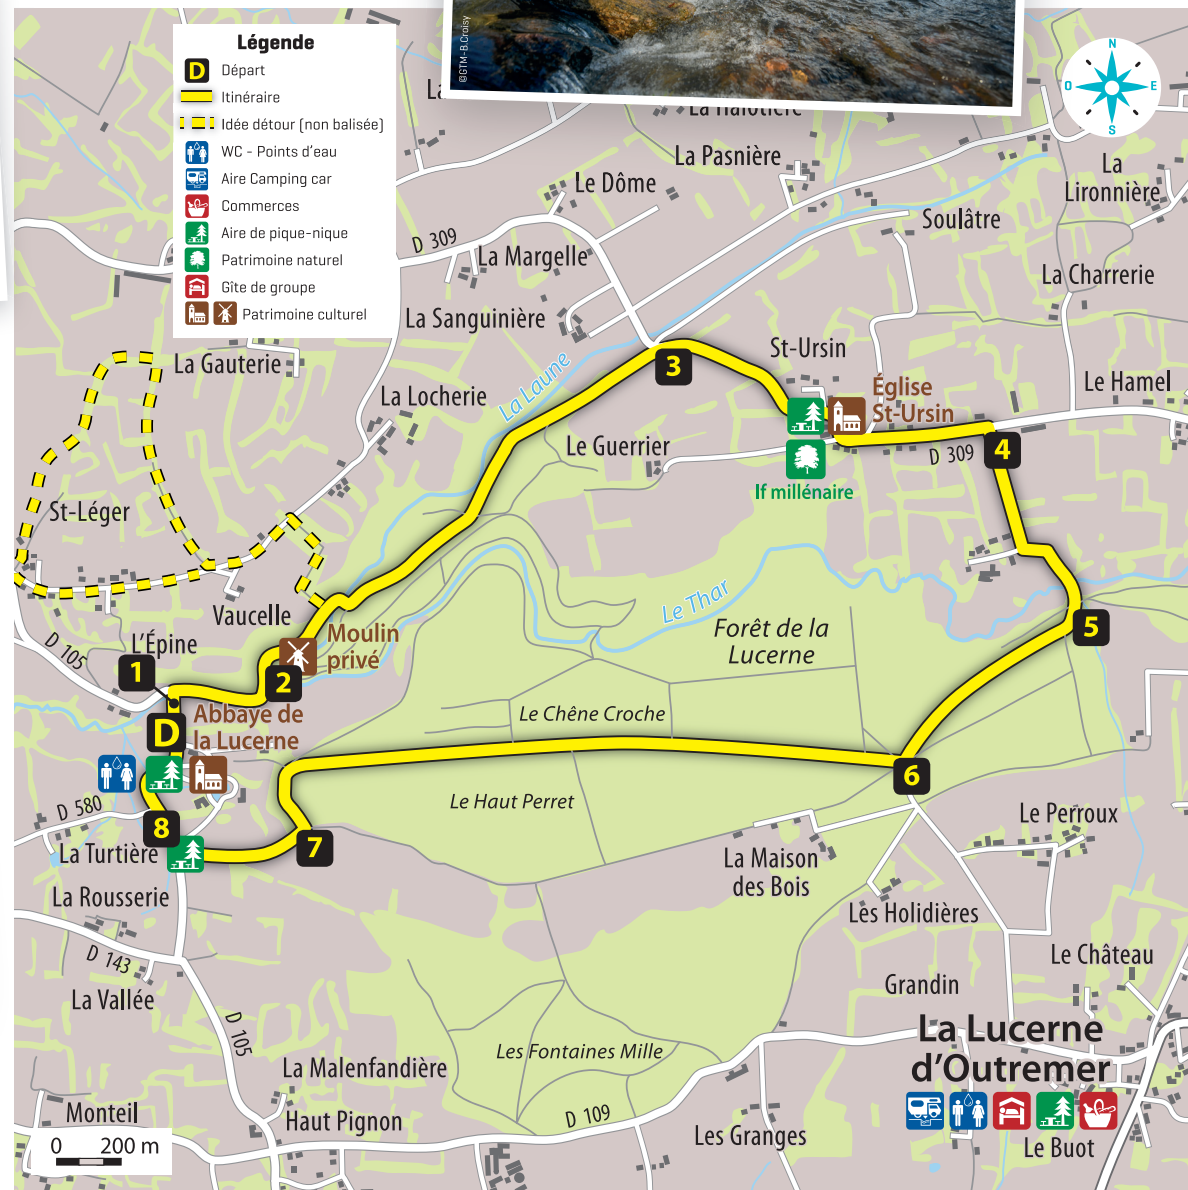 ©GTM-B.Croisy
Légende
D Départ
Itinéraire
Idée détour (non balisée)
WC - Points d'eau
Aire Camping car
Commerces
Aire de pique-nique
Patrimoine naturel
Gîte de groupe
Patrimoine culturel
N
O
E
S
La Pasnière
Le Dôme
La
Lironnière
Soulâtre
D 309
La Margelle
La Charrerie
La Sanguinière
La Gauterie
La Laune
3
St-Ursin
La Locherie
Église
St-Ursin
Le Hamel
Le Guerrier
D 309
4
If millénaire
St-Léger
Le Thar
Vaucelle
Moulin
privé
Forêt de la
Lucerne
5
D 105
L'Épine
1
2
D
Abbaye de
la Lucerne
Le Chêne Croche
6
D 580
Le Haut Perret
Le Perroux
8
7
La Turtière
La Maison
des Bois
La Rousserie
Les Holidières
D 143
Le Château
La Vallée
Grandin
D 105
La Lucerne
d'Outremer
Les Fontaines Mille
La Malenfandière
Monteil
Haut Pignon
D 109
Les Granges
Le Buot
0 200 m